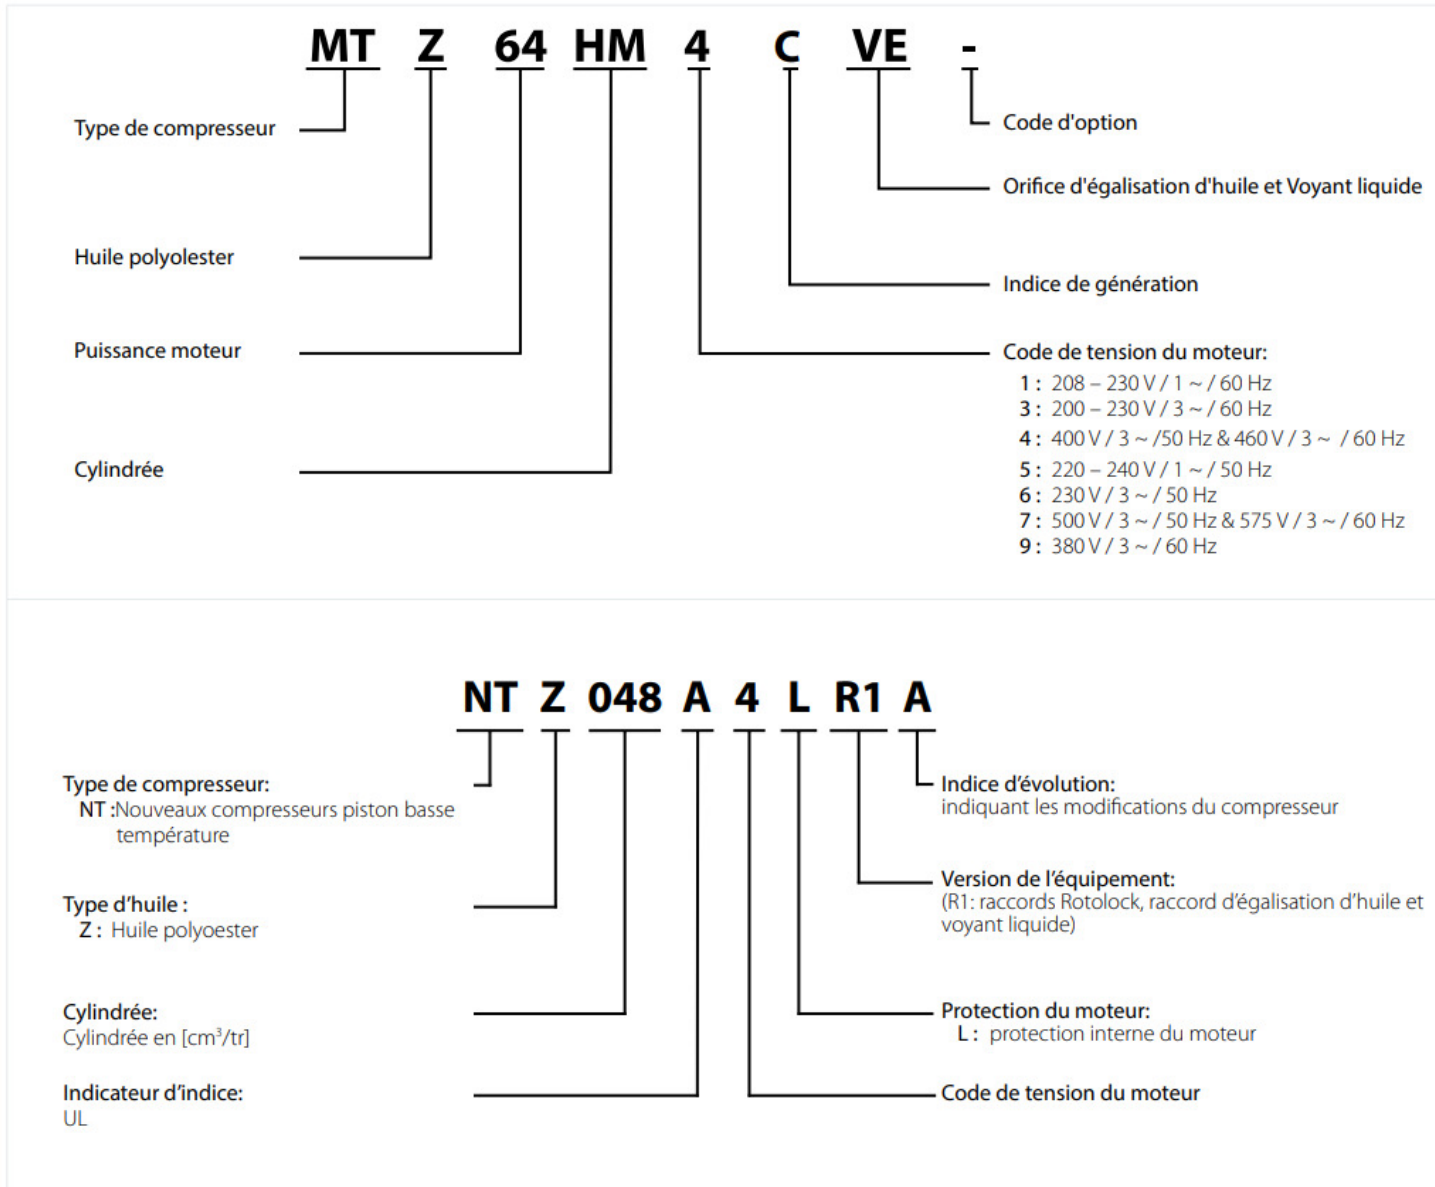 MT Z 64 HM 4 C VE -
Type de compresseur
Huile polyolester
Puissance moteur
Cylindrée
Code d'option
Orifice d'égalisation d'huile et Voyant liquide
Indice de génération
Code de tension du moteur:
1 : 208 – 230 V / 1 ~ / 60 Hz
3 : 200 – 230 V / 3 ~ / 60 Hz
4 : 400 V / 3 ~ /50 Hz & 460 V / 3 ~ / 60 Hz
5 : 220 – 240 V / 1 ~ / 50 Hz
6 : 230 V / 3 ~ / 50 Hz
7 : 500 V / 3 ~ / 50 Hz & 575 V / 3 ~ / 60 Hz
9 : 380 V / 3 ~ / 60 Hz
NT Z 048 A 4 L R1 A
Type de compresseur:
NT :Nouveaux compresseurs piston basse
température
Type d’huile :
Z : Huile polyoester
Cylindrée:
Cylindrée en [cm³/tr]
Indicateur d’indice:
UL
Indice d’évolution:
indiquant les modifications du compresseur
Version de l’équipement:
(R1: raccords Rotolock, raccord d’égalisation d’huile et
voyant liquide)
Protection du moteur:
L : protection interne du moteur
Code de tension du moteur